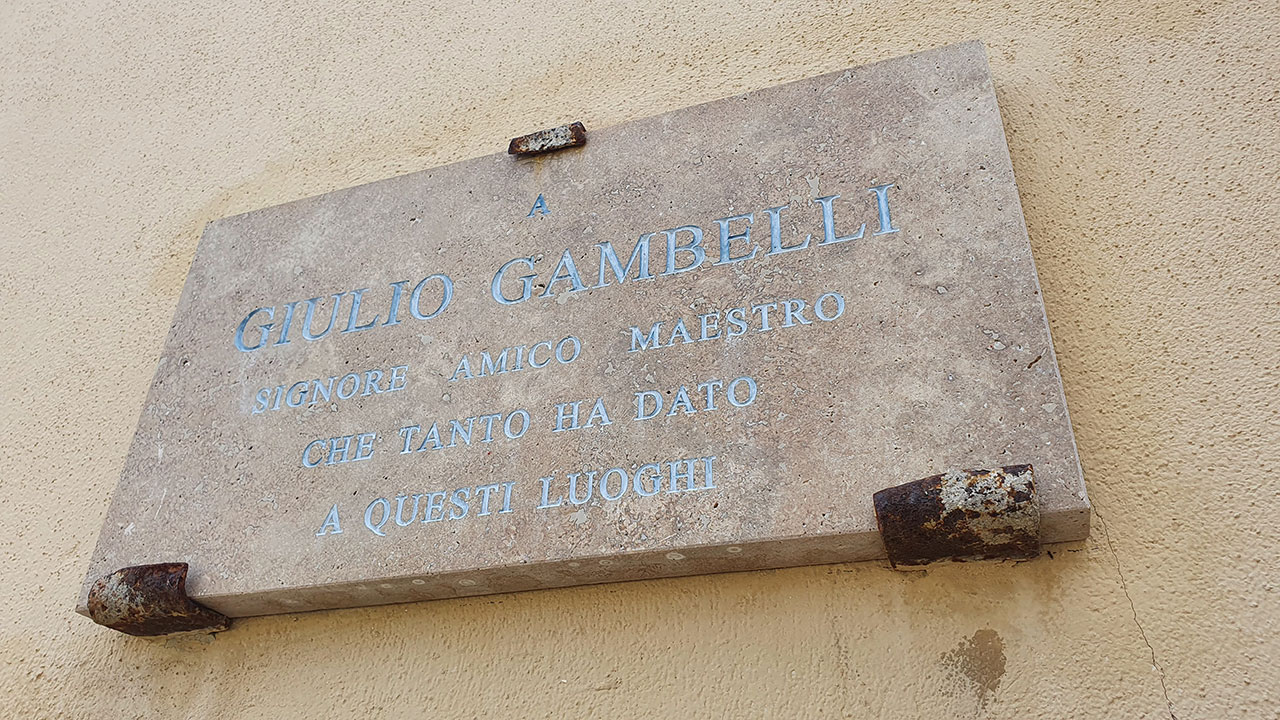 A
GIULIO GAMBELLI
SIGNORE AMICO MAESTRO
CHE TANTO HA DATO
A QUESTI LUOGHI